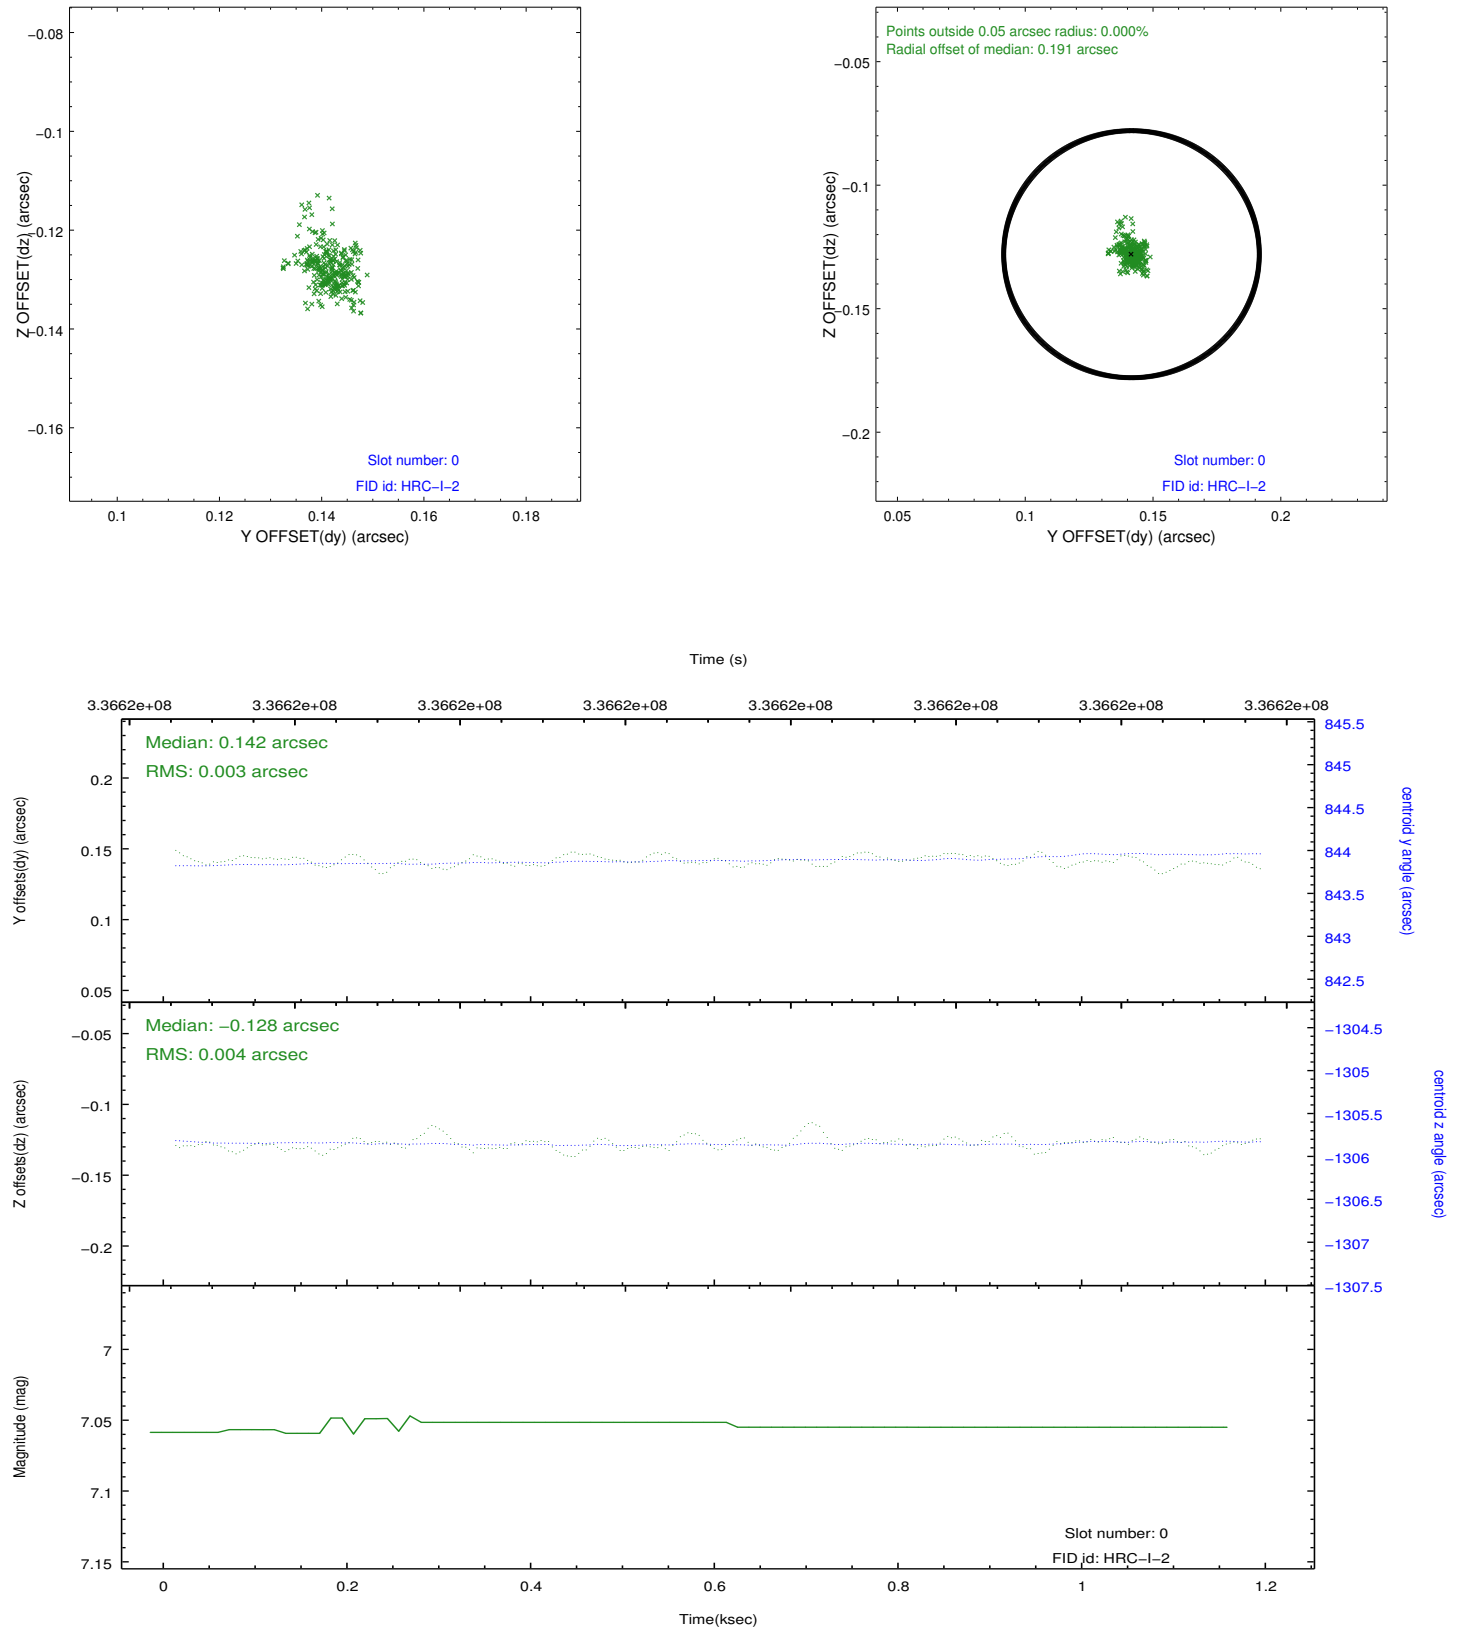 −0.08
−0.1
−0.12
−0.14
−0.16
Z OFFSET(dz) (arcsec)
Slot number: 0
FID id: HRC−I−2
0.1 0.12 0.14 0.16 0.18
Y OFFSET(dy) (arcsec)
Points outside 0.05 arcsec radius: 0.000%
Radial offset of median: 0.191 arcsec
−0.05
−0.1
−0.15
−0.2
Z OFFSET(dz) (arcsec)
Slot number: 0
FID id: HRC−I−2
0.05 0.1 0.15 0.2
Y OFFSET(dy) (arcsec)
Time (s)
3.3662e+08 3.3662e+08 3.3662e+08 3.3662e+08 3.3662e+08 3.3662e+08 3.3662e+08 3.3662e+08
Median: 0.142 arcsec
RMS: 0.003 arcsec
0.2
0.15
0.1
0.05
Y offsets(dy) (arcsec)
845.5
845
844.5
844
843.5
843
842.5
centroid y angle (arcsec)
Median: −0.128 arcsec
RMS: 0.004 arcsec
−0.05
−0.1
−0.15
−0.2
Z offsets(dz) (arcsec)
−1304.5
−1305
−1305.5
−1306
−1306.5
−1307
−1307.5
centroid z angle (arcsec)
7
7.05
7.1
7.15
Magnitude (mag)
Slot number: 0
FID id: HRC−I−2
0 0.2 0.4 0.6 0.8 1 1.2
Time(ksec)